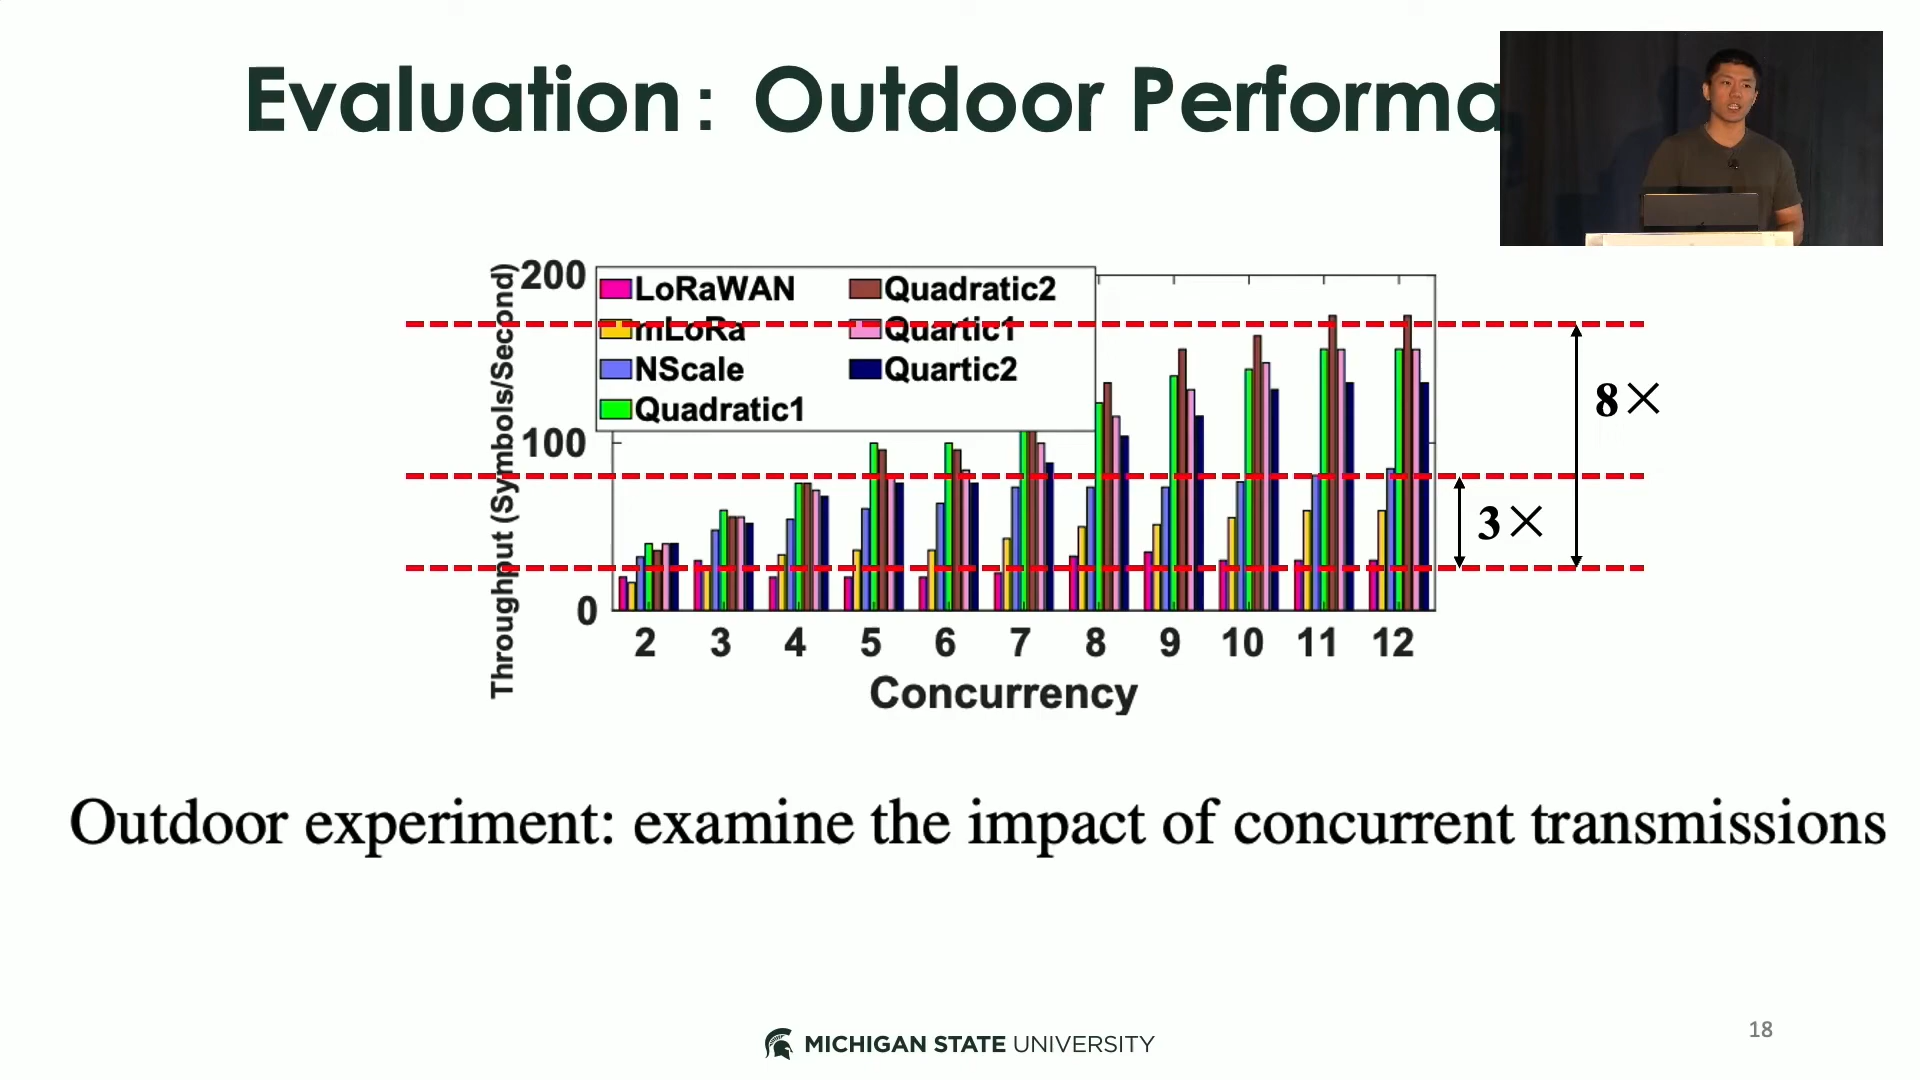 Evaluation: Outdoor Performa
Throughput (Symbols/Second)
200
100
0
LoRaWAN
mLoRa
NScale
Quadratic1
Quadratic2
Quartic1
Quartic2
8×
3×
2 3 4 5 6 7 8 9 10 11 12
Concurrency
Outdoor experiment: examine the impact of concurrent transmissions
MICHIGAN STATE UNIVERSITY
18